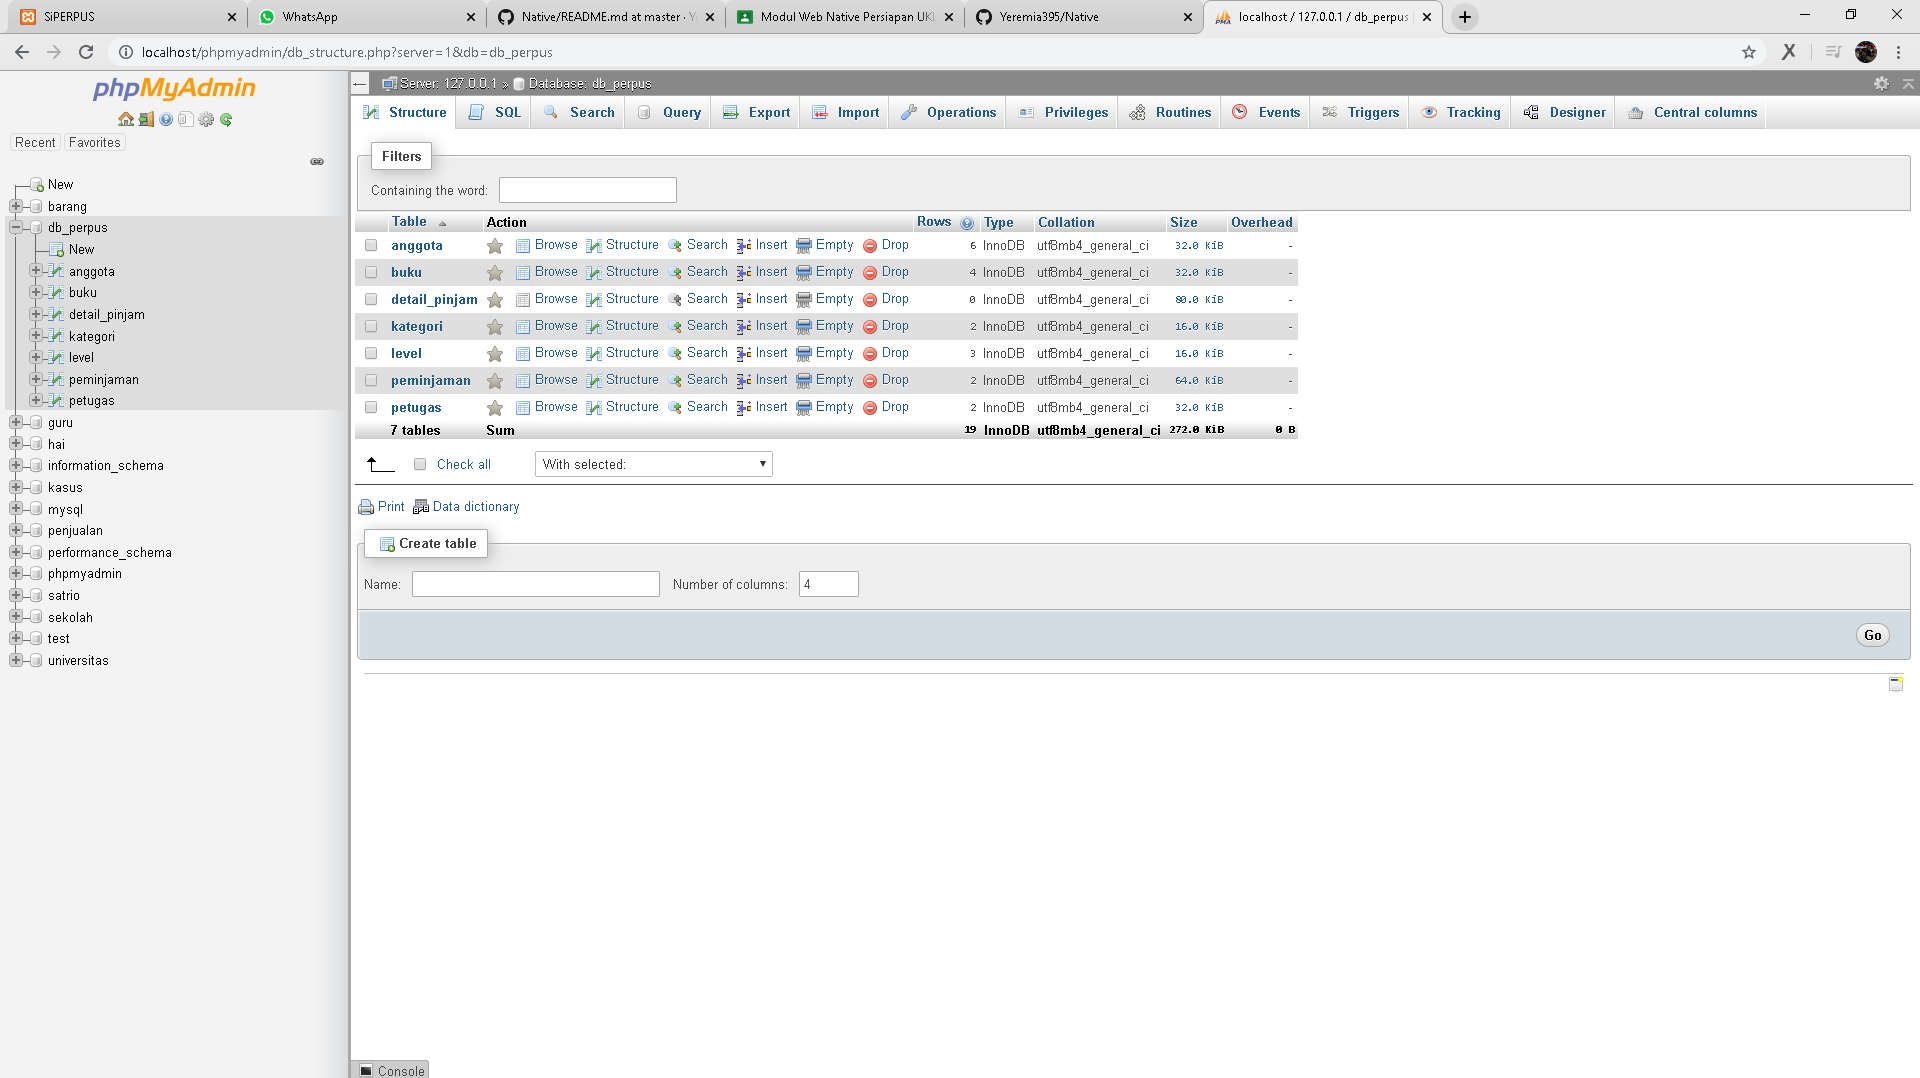 SiPERPUS
WhatsApp
Native/README.md at master · Y
Modul Web Native Persiapan UKL
Yeremia395/Native
localhost / 127.0.0.1 / db_perpus
localhost/phpmyadmin/db_structure.php?server=1&db=db_perpus
phpMyAdmin
Recent
Favorites
New
barang
db_perpus
New
anggota
buku
detail_pinjam
kategori
level
peminjaman
petugas
guru
hai
information_schema
kasus
mysql
penjualan
performance_schema
phpmyadmin
satrio
sekolah
test
universitas
Server: 127.0.0.1 » Database: db_perpus
Structure SQL Search Query Export Import Operations Privileges Routines Events Triggers Tracking Designer Central columns
Filters
Containing the word:
Table Action Rows Type Collation Size Overhead
anggota Browse Structure Search Insert Empty Drop 6 InnoDB utf8mb4_general_ci 32.0 KiB -
buku Browse Structure Search Insert Empty Drop 4 InnoDB utf8mb4_general_ci 32.0 KiB -
detail_pinjam Browse Structure Search Insert Empty Drop 0 InnoDB utf8mb4_general_ci 80.0 KiB -
kategori Browse Structure Search Insert Empty Drop 2 InnoDB utf8mb4_general_ci 16.0 KiB -
level Browse Structure Search Insert Empty Drop 3 InnoDB utf8mb4_general_ci 16.0 KiB -
peminjaman Browse Structure Search Insert Empty Drop 2 InnoDB utf8mb4_general_ci 64.0 KiB -
petugas Browse Structure Search Insert Empty Drop 2 InnoDB utf8mb4_general_ci 32.0 KiB -
7 tables Sum 19 InnoDB utf8mb4_general_ci 272.0 KiB 0 B
Check all With selected:
Print Data dictionary
Create table
Name: Number of columns: 4
Go
Console